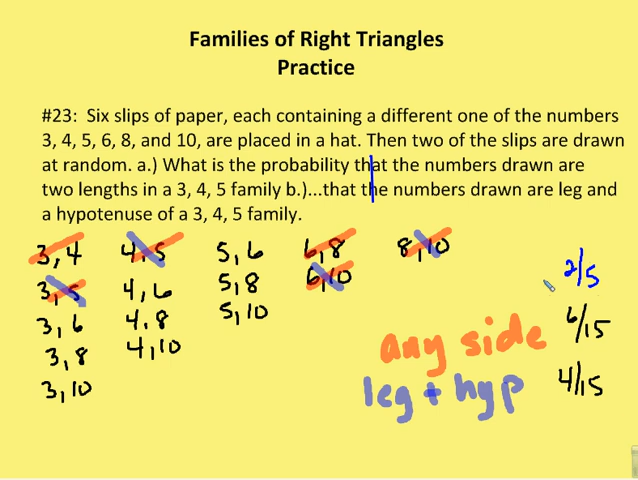 Families of Right Triangles
Practice
#23: Six slips of paper, each containing a different one of the numbers
3, 4, 5, 6, 8, and 10, are placed in a hat. Then two of the slips are drawn
at random. a.) What is the probability that the numbers drawn are
two lengths in a 3, 4, 5 family b.)...that the numbers drawn are leg and
a hypotenuse of a 3, 4, 5 family.
3, 4 4, 5 5, 6 6, 8 8, 10
3, 5 4, 6 5, 8 6, 10 2/5
3, 6 4, 8 5, 10 6/15
3, 8 4, 10 any side
3, 10 leg + hyp 4/15